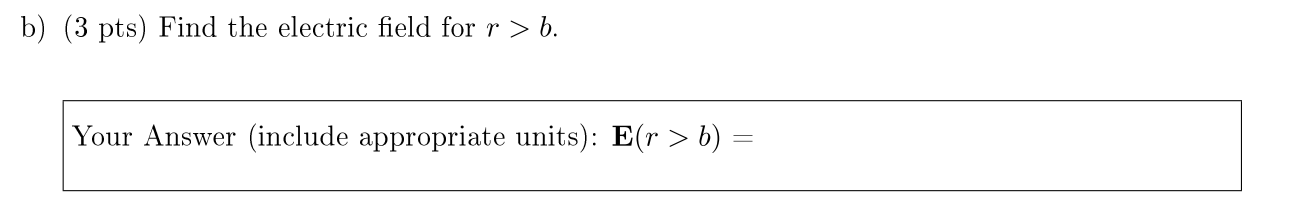 b) (3 pts) Find the electric field for r > b.
Your Answer (include appropriate units): E(r > b) =